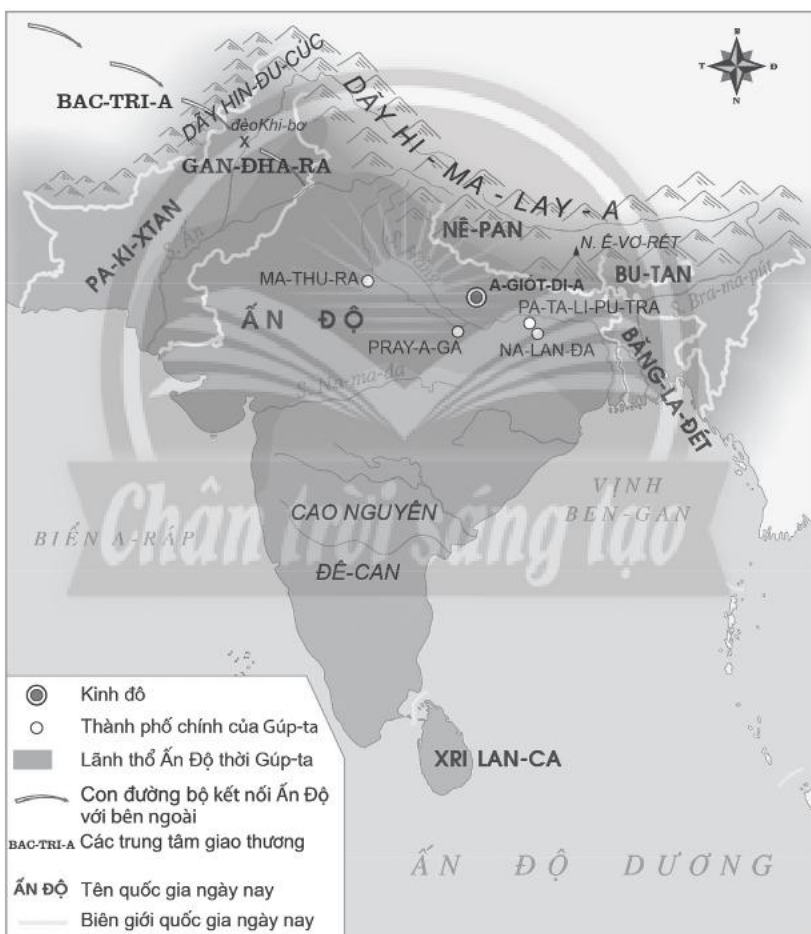 B
T Đ
N
BAC-TRI-A
DÃY HIN-ĐU-CÚC
đèo Khi-bơ
X
GAN-ĐHA-RA
DÃY HI - MA - LAY - A
PA-KI-XTAN
S. Ấn
NÊ-PAN
N. Ê-VƠ-RÉT
BU-TAN
S. Bra-ma-pút
MA-THU-RA
S. Hằng
A-GIÓT-DI-A
PA-TA-LI-PU-TRA
ẤN ĐỘ
PRAY-A-GA
NA-LAN-ĐA
BĂNG-LA-ĐÉT
S. Na-ma-đa
Chân trời sáng tạo
VỊNH
BEN-GAN
BIỂN A-RÁP
CAO NGUYÊN
ĐÊ-CAN
XRI LAN-CA
ẤN ĐỘ DƯƠNG
Kinh đô
Thành phố chính của Gúp-ta
Lãnh thổ Ấn Độ thời Gúp-ta
Con đường bộ kết nối Ấn Độ
với bên ngoài
BAC-TRI-A Các trung tâm giao thương
ẤN ĐỘ Tên quốc gia ngày nay
Biên giới quốc gia ngày nay